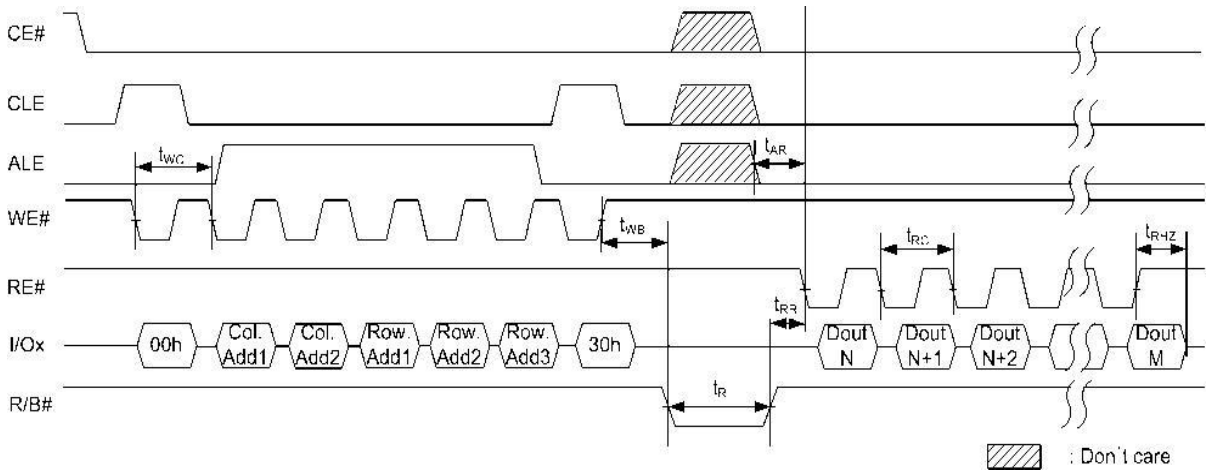 CE#
CLE
ALE
tWC
tAR
WE#
tWB
tRC
tRHZ
RE#
tRR
I/Ox
00h
Col. Add1
Col. Add2
Row. Add1
Row. Add2
Row. Add3
30h
Dout N
Dout N+1
Dout N+2
Dout M
R/B#
tR
: Don`t care